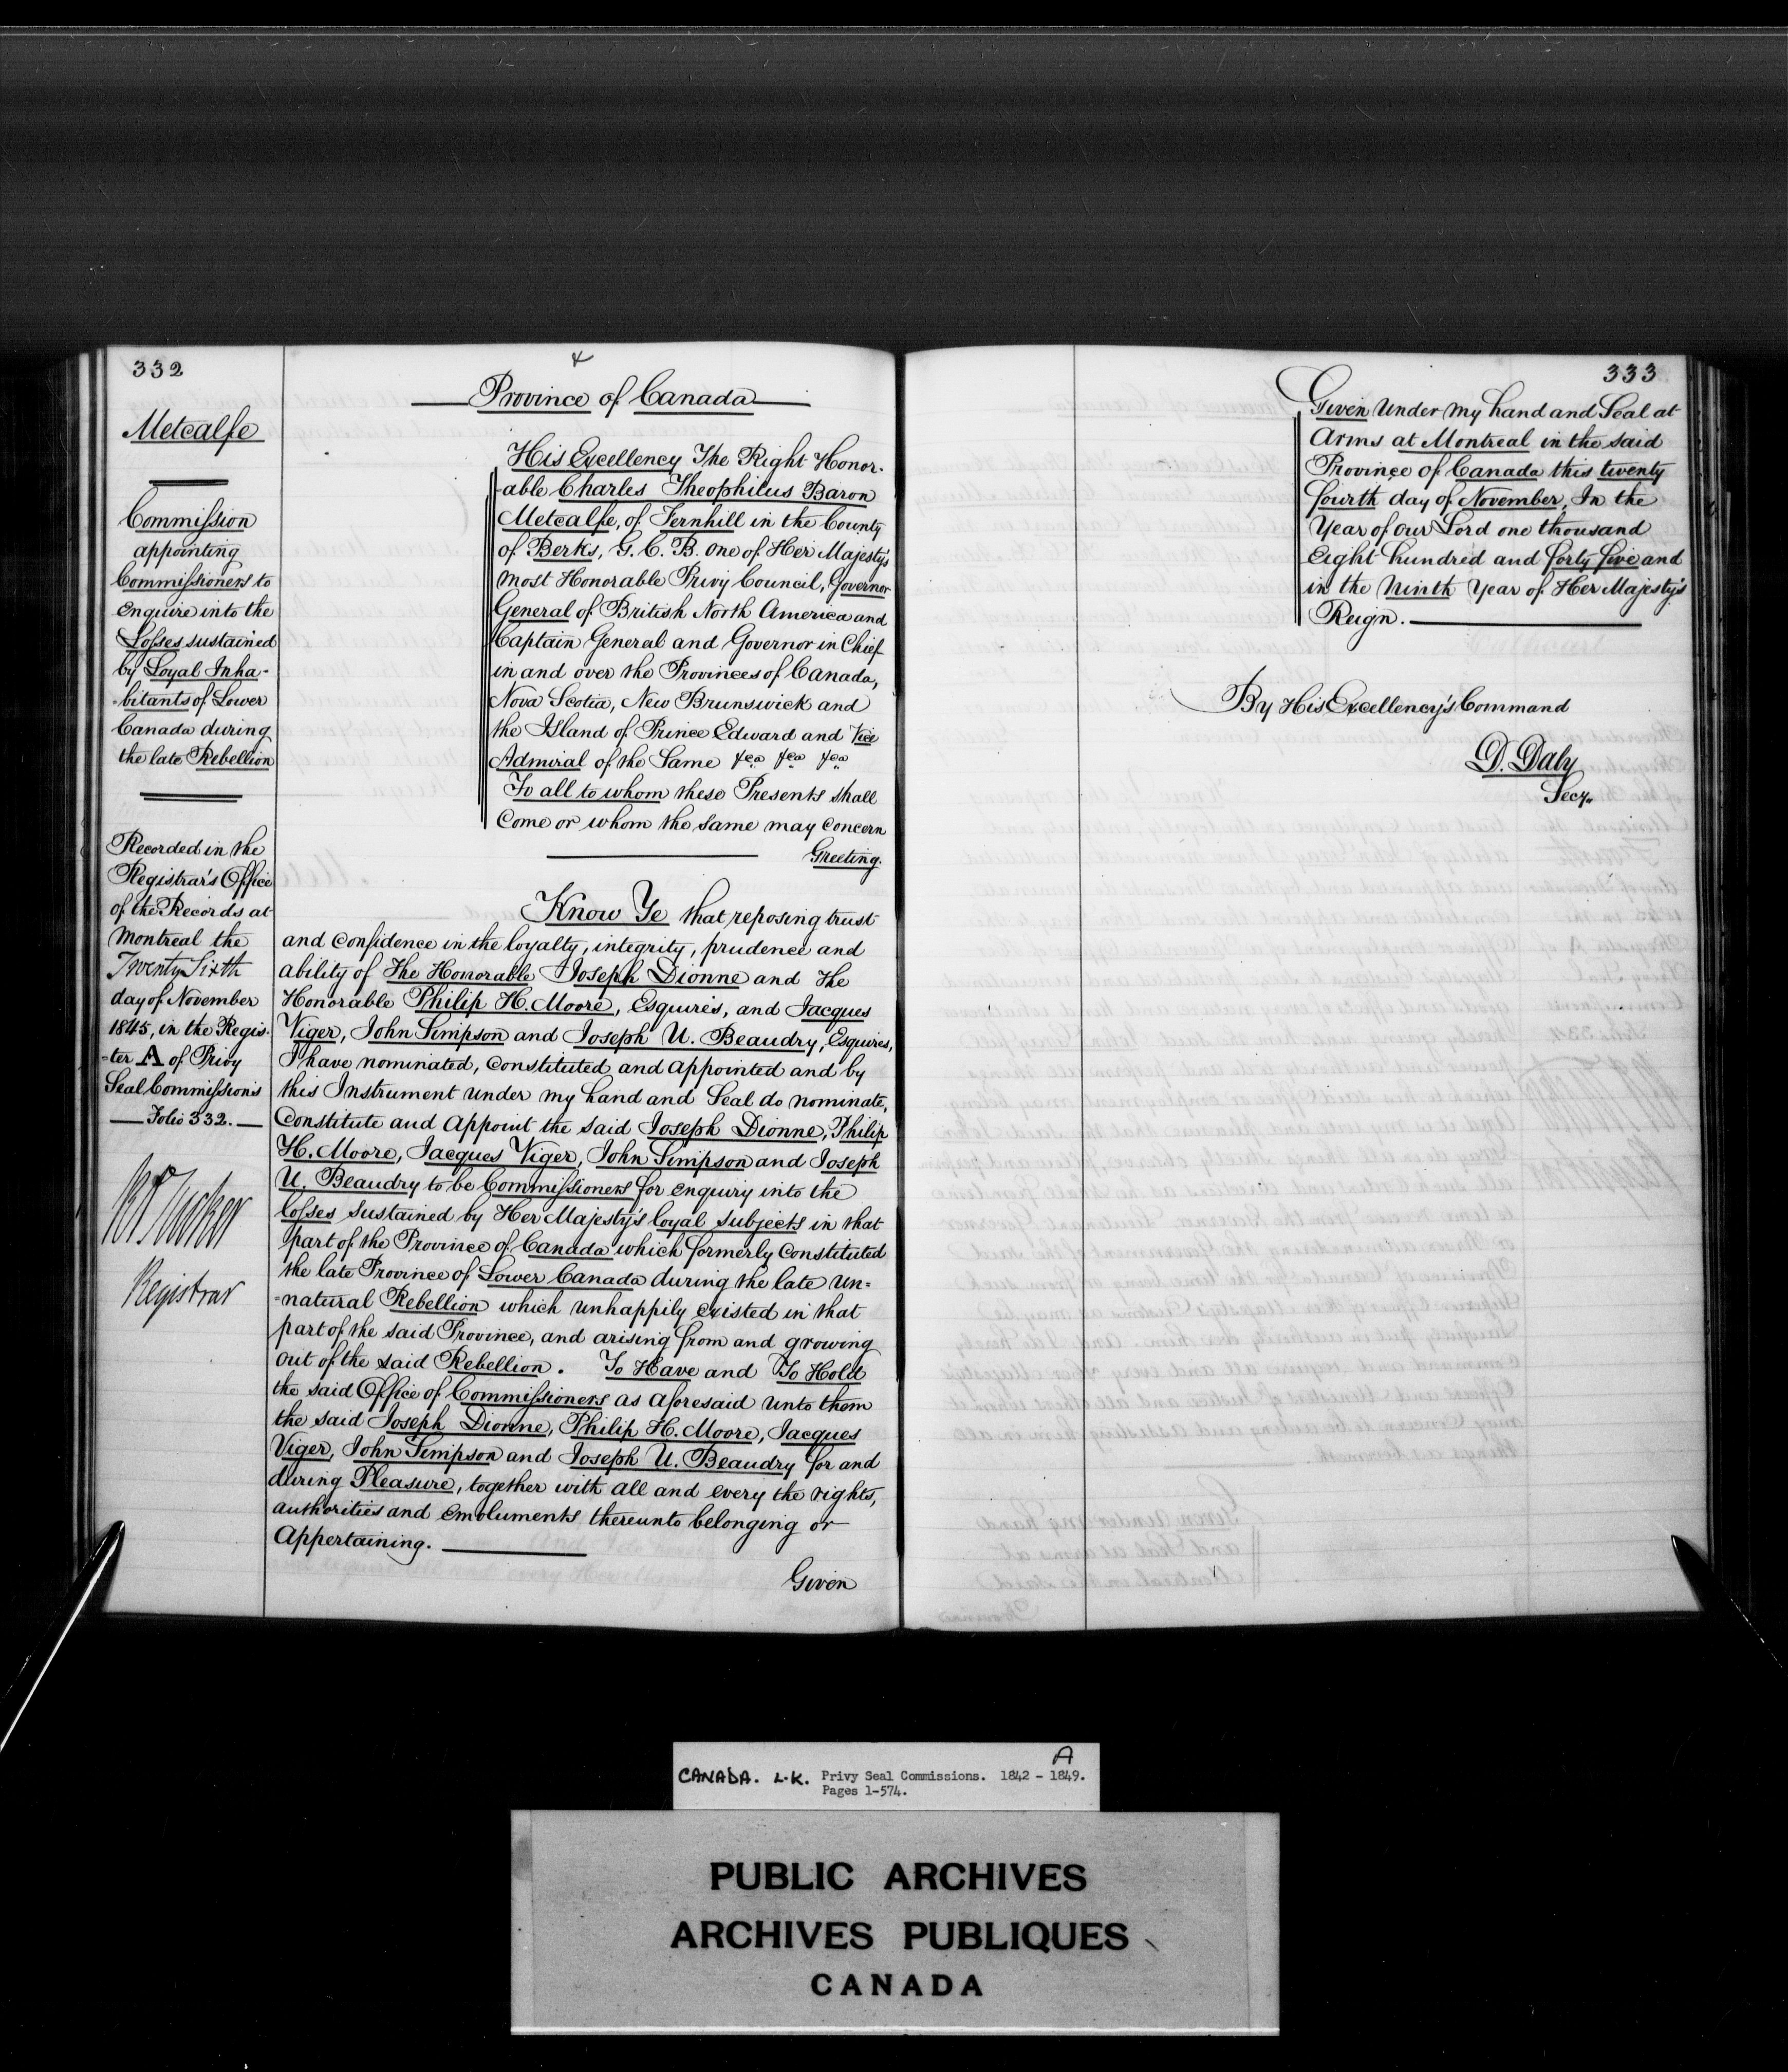 332
Metcalfe
Commission
appointing
Commissioners to
enquire into the
Losses sustained
by Loyal Inha-
-bitants of Lower
Canada during
the late Rebellion
Recorded in the
Registrar's Office
of the Records at
Montreal the
Twenty Sixth
day of November
1845, in the Regis-
-ter A of Privy
Seal Commissions
Folio 332.
R A Tucker
Registrar
Province of Canada
His Excellency The Right Honor-
-able Charles Theophilus Baron
Metcalfe, of Fernhill in the County
of Berks, G. C. B. one of Her Majesty's
Most Honorable Privy Council, Governor
General of British North America and
Captain General and Governor in Chief
in and over the Provinces of Canada,
Nova Scotia, New Brunswick and
the Island of Prince Edward and Vice
Admiral of the Same &ca &ca &ca
To all to whom these Presents shall
Come or whom the same may Concern
Greeting.
Know Ye that reposing trust
and Confidence in the loyalty, integrity, prudence and
ability of The Honorable Joseph Dionne and The
Honorable Philip H. Moore, Esquires, and Jacques
Viger, John Simpson and Joseph U. Beaudry, Esquires,
I have nominated, Constituted and appointed and by
this Instrument under my hand and Seal do nominate,
Constitute and Appoint the said Joseph Dionne, Philip
H. Moore, Jacques Viger, John Simpson and Joseph
U. Beaudry to be Commissioners for enquiry into the
losses sustained by Her Majesty's loyal subjects in that
part of the Province of Canada which formerly Constituted
the late Province of Lower Canada during the late un=
=natural Rebellion which unhappily existed in that
part of the said Province, and arising from and growing
out of the said Rebellion. To Have and To Hold
the said Office of Commissioners as aforesaid unto them
the said Joseph Dionne, Philip H. Moore, Jacques
Viger, John Simpson and Joseph U. Beaudry for and
during Pleasure, together with all and every the rights,
authorities and emoluments thereunto belonging or
Appertaining.
Given
333
Given Under My hand and Seal at
Arms at Montreal in the said
Province of Canada this twenty
fourth day of November, In the
Year of our Lord one thousand
Eight hundred and forty five and
in the Ninth Year of Her Majesty's
Reign.
By His Excellency's Command
D. Daly
Secy.
CANADA. L.K. Privy Seal Commissions. 1842 - 1849. A
Pages 1-574.
PUBLIC ARCHIVES
ARCHIVES PUBLIQUES
CANADA